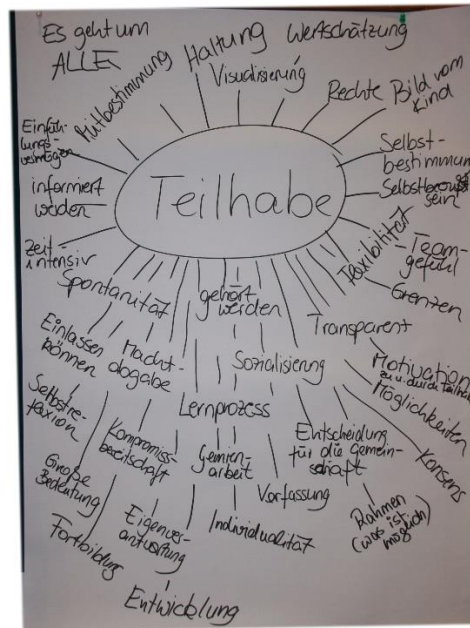 Es geht um
ALLE
Mitbestimmung
Haltung
Wertschätzung
Visualisierung
Rechte
Bild vom
Kind
Einfüh-
lungs-
vermögen
informiert
werden
zeit-
intensiv
Teilhabe
Selbst-
bestimmung
Selbstbewusst
sein
Flexibilität
Team-
gefühl
Grenzen
Spontanität
gehört
werden
Transparent
Einlassen
können
Macht-
abgabe
Sozialisierung
Motivation
zu u. durch Teilhabe
Möglichkeiten
Selbstre-
flexion
Kompromiss-
bereitschaft
Lernprozess
Entscheidung
für die gemein-
schaft
Konsens
Große
Bedeutung
arbeit
Vorfassung
Rahmen
(was ist
möglich)
Fortbildung
Eigenver-
antwortung
Individualität
Entwicklung